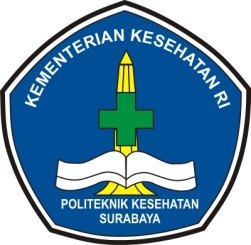 KEMENTERIAN KESEHATAN RI
POLITEKNIK KESEHATAN
SURABAYA